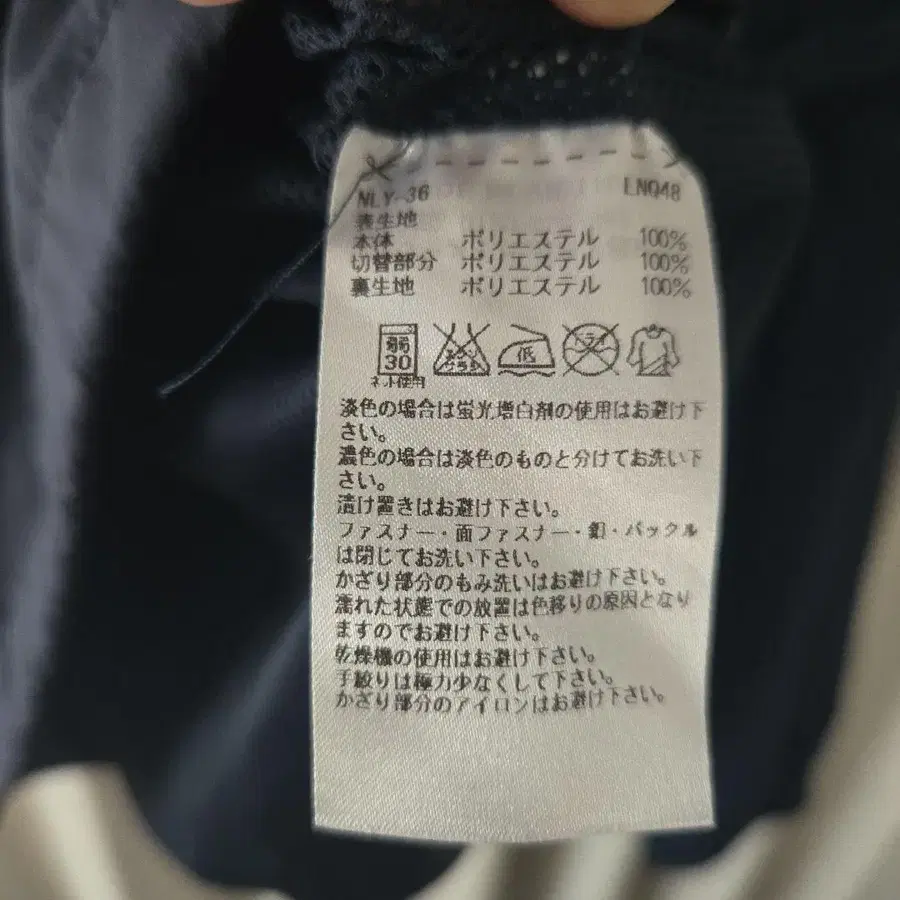 NLY-36 LNQ48
表生地
本体 ポリエステル 100%
切替部分 ポリエステル 100%
裏生地 ポリエステル 100%
弱
30
ネット使用
エンソ
サラシ
低
ドライ
淡色の場合は蛍光増白剤の使用はお避け下
さい。
濃色の場合は淡色のものと分けてお洗い下
さい。
漬け置きはお避け下さい。
ファスナー・面ファスナー・釦・バックル
は閉じてお洗い下さい。
かざり部分のもみ洗いはお避け下さい。
濡れた状態での放置は色移りの原因となり
ますのでお避け下さい。
乾燥機の使用はお避け下さい。
手絞りは極力少なくして下さい。
かざり部分のアイロンはお避け下さい。